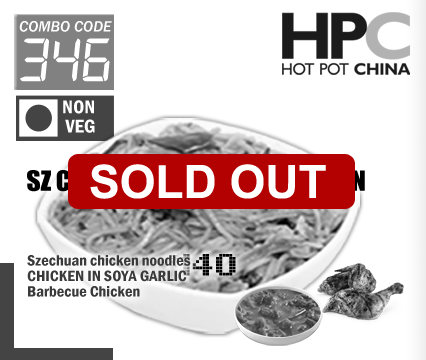 COMBO CODE
346
HPC
HOT POT CHINA
NON
VEG
SOLD OUT
Szechuan chicken noodles
CHICKEN IN SOYA GARLIC
40
Barbecue Chicken